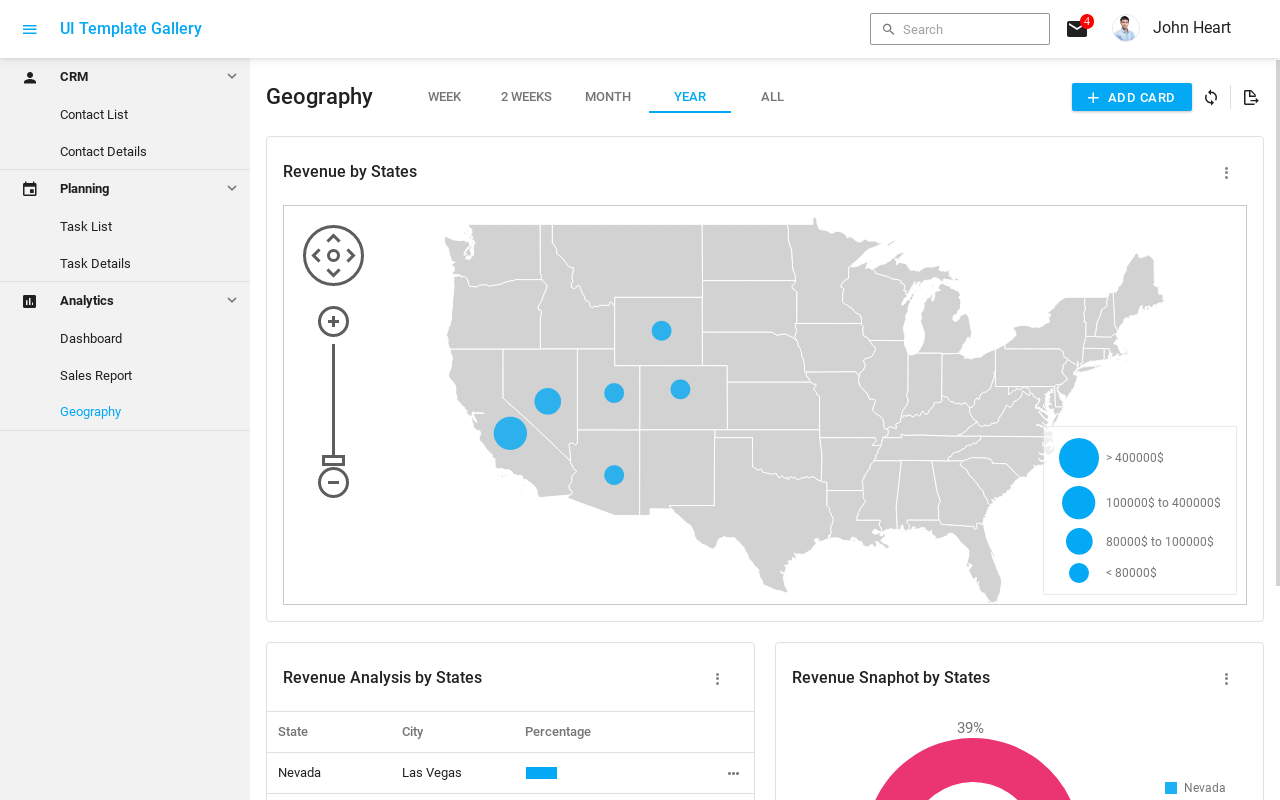 UI Template Gallery
Search
4
John Heart
CRM
Contact List
Contact Details
Planning
Task List
Task Details
Analytics
Dashboard
Sales Report
Geography
Geography
WEEK
2 WEEKS
MONTH
YEAR
ALL
ADD CARD
Revenue by States
> 400000$
100000$ to 400000$
80000$ to 100000$
< 80000$
Revenue Analysis by States
State
City
Percentage
Nevada
Las Vegas
Revenue Snaphot by States
39%
Nevada